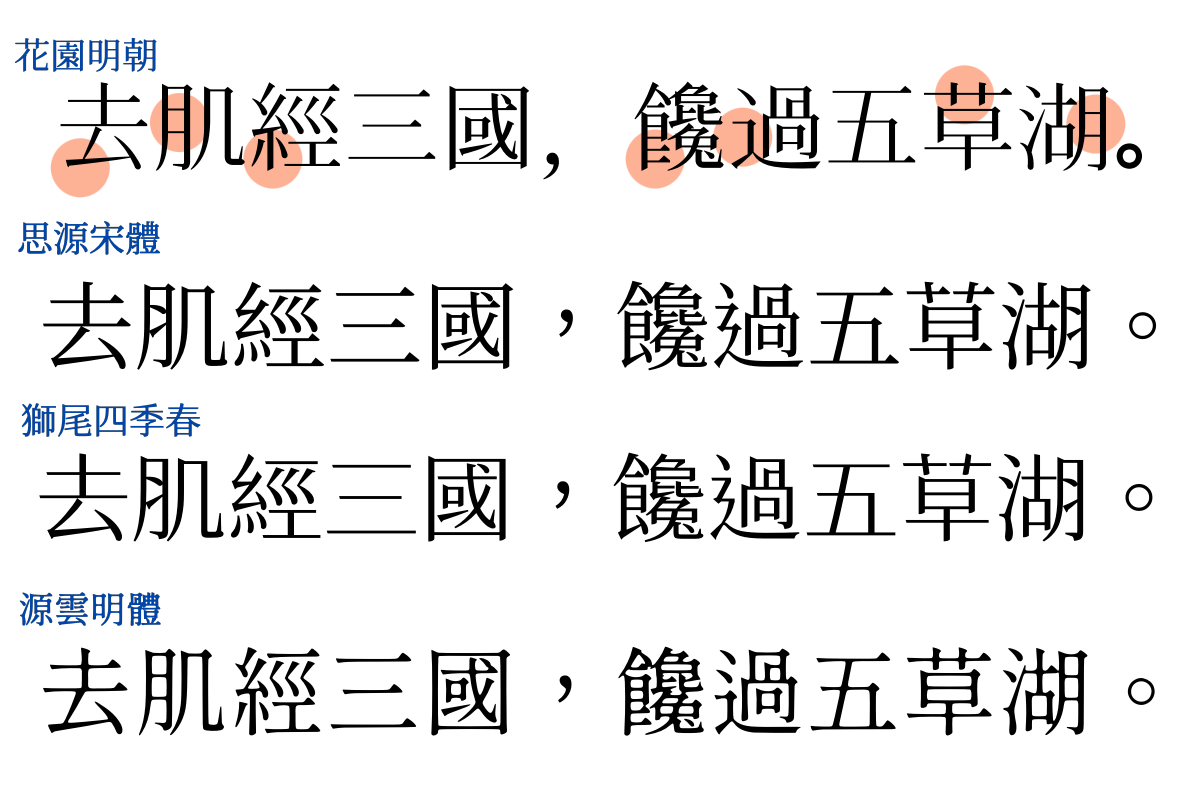 花園明朝
去肌經三國，饞過五草湖。
思源宋體
去肌經三國，饞過五草湖。
獅尾四季春
去肌經三國，饞過五草湖。
源雲明體
去肌經三國，饞過五草湖。